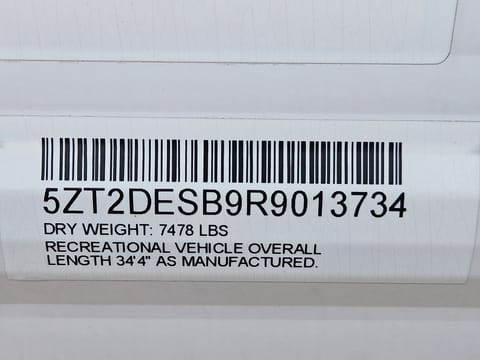 5ZT2DESB9R9013734
DRY WEIGHT: 7478 LBS
RECREATIONAL VEHICLE OVERALL
LENGTH 34'4" AS MANUFACTURED.